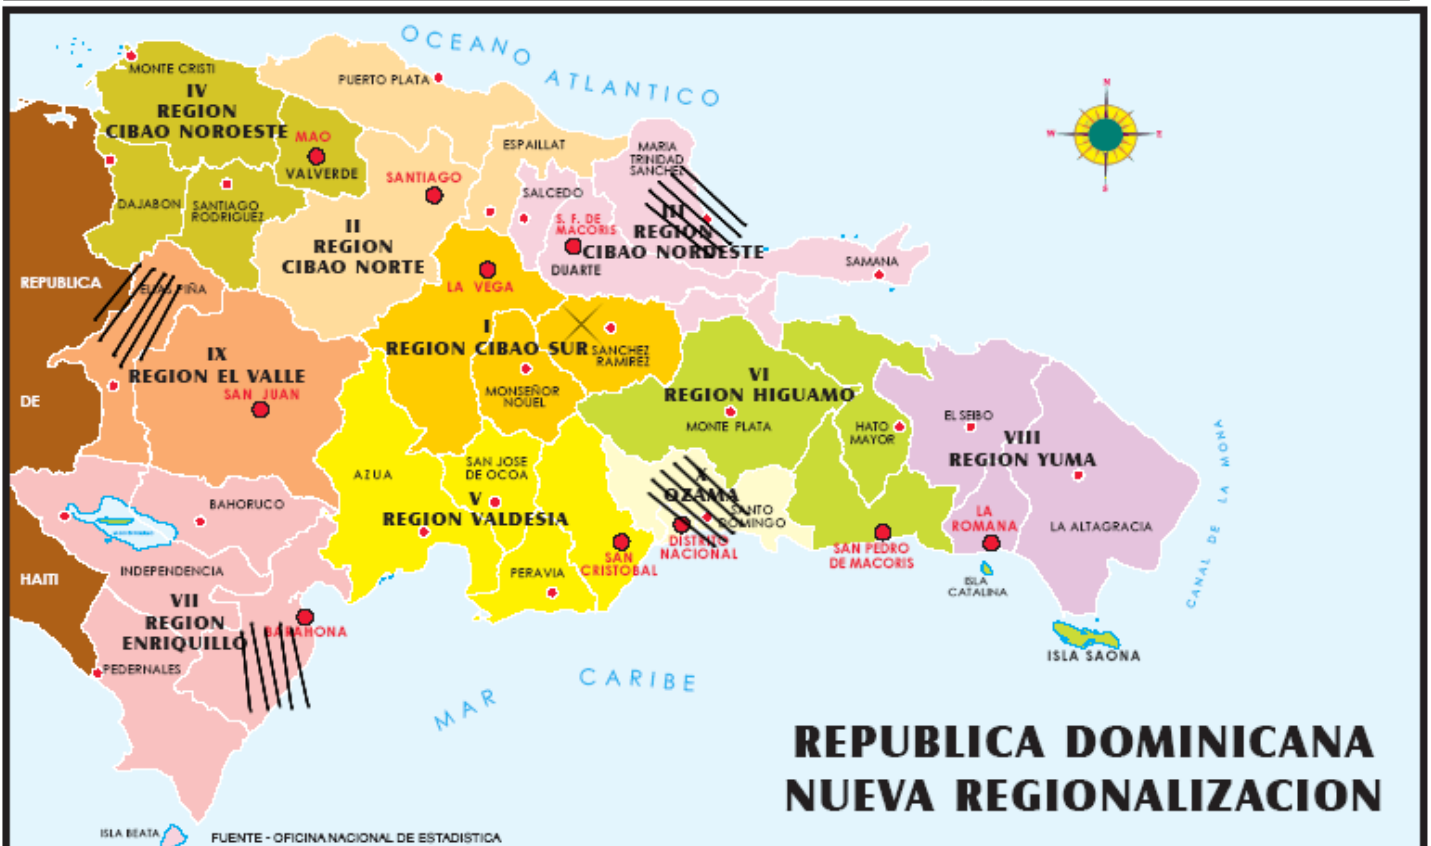 OCEANO
ATLANTICO
MONTE CRISTI
IV
REGION
CIBAO NOROESTE
MAO
VALVERDE
DAJABON
SANTIAGO
RODRIGUEZ
PUERTO PLATA
ESPAILLAT
SANTIAGO
II
REGION
CIBAO NORTE
MARIA
TRINIDAD
SANCHEZ
SALCEDO
S. F. DE
MACORIS
DUARTE
III
REGION
CIBAO NORDESTE
SAMANA
N
W
E
S
REPUBLICA
DE
HAITI
ELIAS PIÑA
IX
REGION EL VALLE
SAN JUAN
LA VEGA
I
REGION CIBAO SUR
SANCHEZ
RAMIREZ
MONSEÑOR
NOUEL
VI
REGION HIGUAMO
MONTE PLATA
HATO
MAYOR
EL SEIBO
VIII
REGION YUMA
LA
ROMANA
LA ALTAGRACIA
CANAL DE LA MONA
AZUA
SAN JOSE
DE OCOA
V
REGION VALDESIA
PERAVIA
SAN
CRISTOBAL
X
OZAMA
SANTO
DOMINGO
DISTRITO
NACIONAL
SAN PEDRO
DE MACORIS
ISLA
CATALINA
ISLA SAONA
BAHORUCO
INDEPENDENCIA
VII
REGION
ENRIQUILLO
BARAHONA
PEDERNALES
MAR
CARIBE
REPUBLICA DOMINICANA
NUEVA REGIONALIZACION
ISLA BEATA
FUENTE - OFICINA NACIONAL DE ESTADISTICA